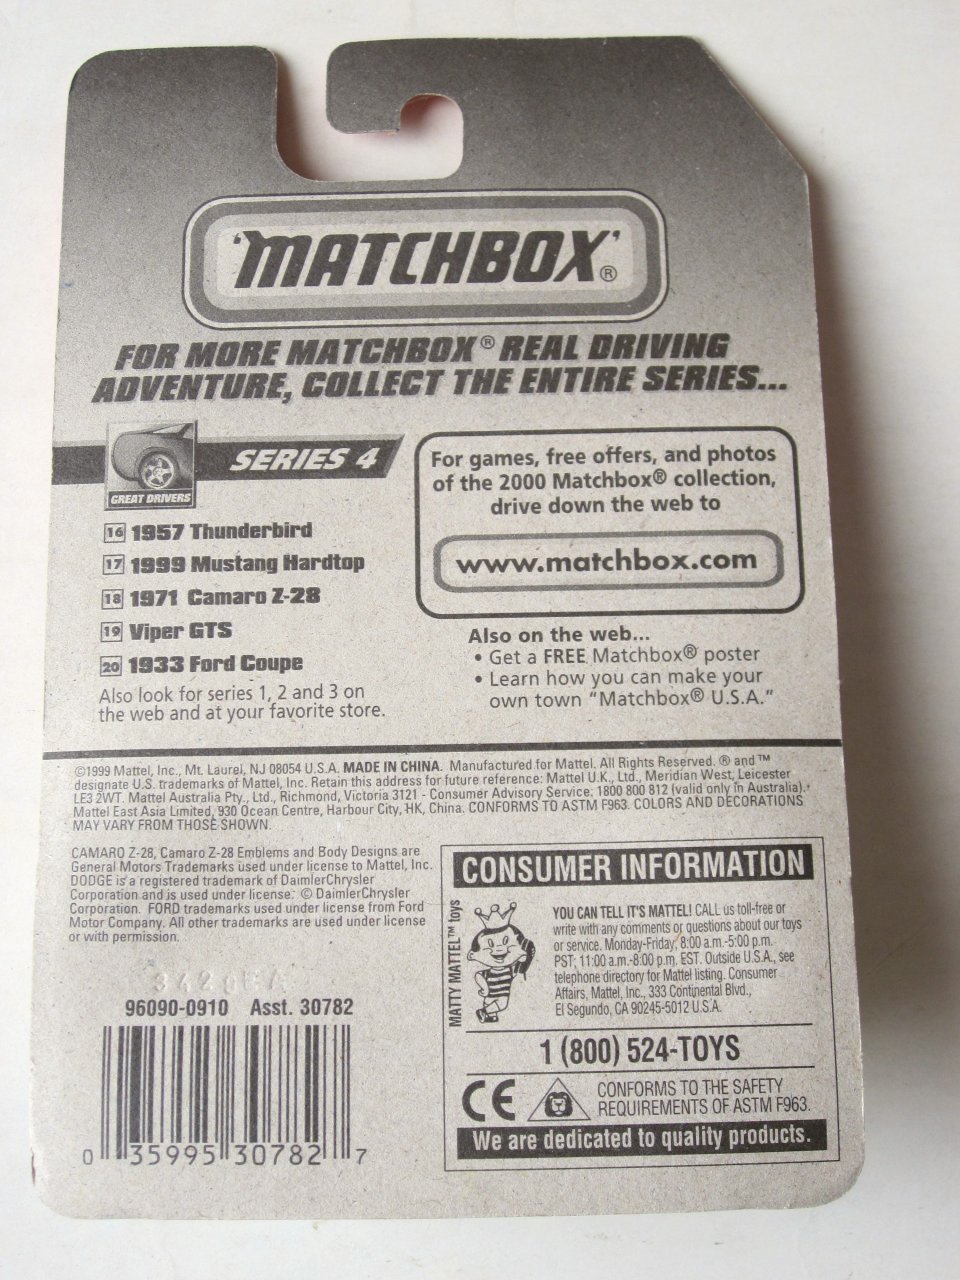 'MATCHBOX'®
FOR MORE MATCHBOX® REAL DRIVING
ADVENTURE, COLLECT THE ENTIRE SERIES...
SERIES 4
GREAT DRIVERS
16 1957 Thunderbird
17 1999 Mustang Hardtop
18 1971 Camaro Z-28
19 Viper GTS
20 1933 Ford Coupe
Also look for series 1, 2 and 3 on
the web and at your favorite store.
For games, free offers, and photos
of the 2000 Matchbox® collection,
drive down the web to
www.matchbox.com
Also on the web...
• Get a FREE Matchbox® poster
• Learn how you can make your
own town “Matchbox® U.S.A.”
©1999 Mattel, Inc., Mt. Laurel, NJ 08054 U.S.A. MADE IN CHINA. Manufactured for Mattel. All Rights Reserved. ® and ™
designate U.S. trademarks of Mattel, Inc. Retain this address for future reference: Mattel U.K., Ltd., Meridian West, Leicester
LE3 2WT. Mattel Australia Pty., Ltd., Richmond, Victoria 3121 - Consumer Advisory Service: 1800 800 812 (valid only in Australia).
Mattel East Asia Limited, 930 Ocean Centre, Harbour City, HK, China. CONFORMS TO ASTM F963. COLORS AND DECORATIONS
MAY VARY FROM THOSE SHOWN.
CAMARO Z-28, Camaro Z-28 Emblems and Body Designs are
General Motors Trademarks used under license to Mattel, Inc.
DODGE is a registered trademark of DaimlerChrysler
Corporation and is used under license. © DaimlerChrysler
Corporation. FORD trademarks used under license from Ford
Motor Company. All other trademarks are used under license
or with permission.
96090-0910 Asst. 30782
0 35995 30782 7
CONSUMER INFORMATION
MATTY MATTEL™ toys
YOU CAN TELL IT'S MATTEL! CALL us toll-free or
write with any comments or questions about our toys
or service. Monday-Friday, 8:00 a.m.-5:00 p.m.
PST; 11:00 a.m.-8:00 p.m. EST. Outside U.S.A., see
telephone directory for Mattel listing. Consumer
Affairs, Mattel, Inc., 333 Continental Blvd.,
El Segundo, CA 90245-5012 U.S.A.
1 (800) 524-TOYS
CE
CONFORMS TO THE SAFETY
REQUIREMENTS OF ASTM F963.
We are dedicated to quality products.